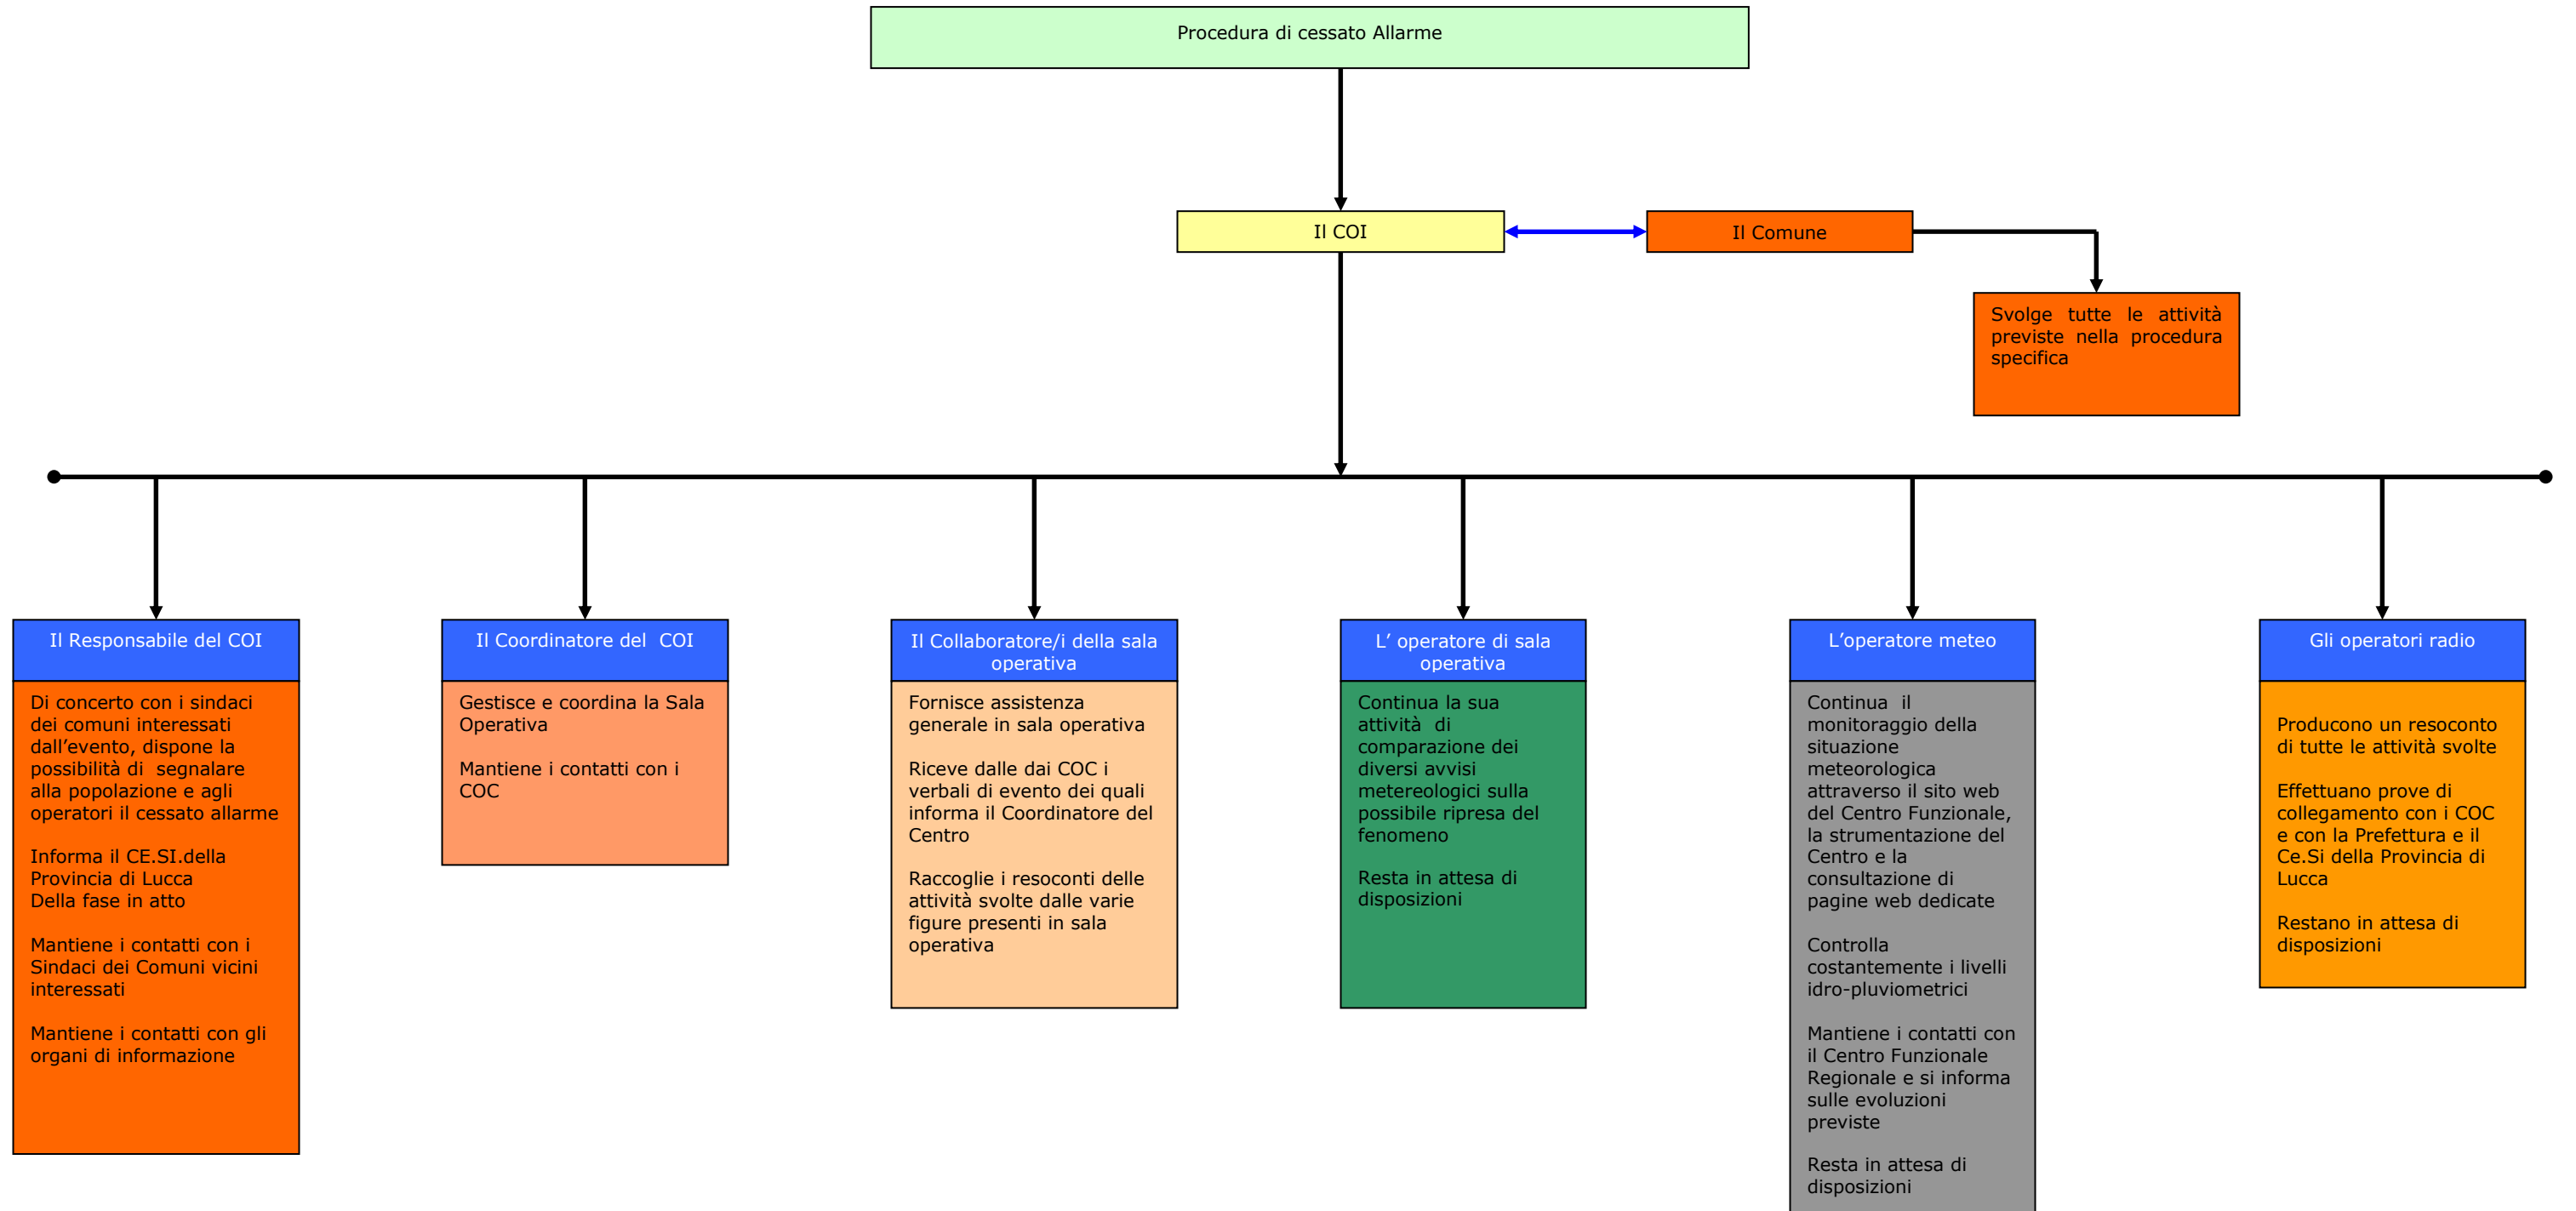 Procedura di cessato Allarme
Il COI
Il Comune
Svolge tutte le attività
previste nella procedura
specifica
Il Responsabile del COI
Di concerto con i sindaci
dei comuni interessati
dall’evento, dispone la
possibilità di segnalare
alla popolazione e agli
operatori il cessato allarme
Informa il CE.SI.della
Provincia di Lucca
Della fase in atto
Mantiene i contatti con i
Sindaci dei Comuni vicini
interessati
Mantiene i contatti con gli
organi di informazione
Il Coordinatore del COI
Gestisce e coordina la Sala
Operativa
Mantiene i contatti con i
COC
Il Collaboratore/i della sala
operativa
Fornisce assistenza
generale in sala operativa
Riceve dalle dai COC i
verbali di evento dei quali
informa il Coordinatore del
Centro
Raccoglie i resoconti delle
attività svolte dalle varie
figure presenti in sala
operativa
L’ operatore di sala
operativa
Continua la sua
attività di
comparazione dei
diversi avvisi
metereologici sulla
possibile ripresa del
fenomeno
Resta in attesa di
disposizioni
L’operatore meteo
Continua il
monitoraggio della
situazione
meteorologica
attraverso il sito web
del Centro Funzionale,
la strumentazione del
Centro e la
consultazione di
pagine web dedicate
Controlla
costantemente i livelli
idro-pluviometrici
Mantiene i contatti con
il Centro Funzionale
Regionale e si informa
sulle evoluzioni
previste
Resta in attesa di
disposizioni
Gli operatori radio
Producono un resoconto
di tutte le attività svolte
Effettuano prove di
collegamento con i COC
e con la Prefettura e il
Ce.Si della Provincia di
Lucca
Restano in attesa di
disposizioni